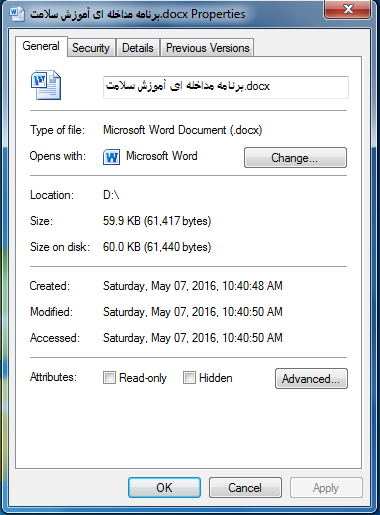 برنامه مداخله ای آموزش سلامت.docx Properties
General Security Details Previous Versions
برنامه مداخله ای آموزش سلامت.docx
Type of file: Microsoft Word Document (.docx)
Opens with: Microsoft Word Change...
Location: D:\
Size: 59.9 KB (61,417 bytes)
Size on disk: 60.0 KB (61,440 bytes)
Created: Saturday, May 07, 2016, 10:40:48 AM
Modified: Saturday, May 07, 2016, 10:40:50 AM
Accessed: Saturday, May 07, 2016, 10:40:50 AM
Attributes: Read-only Hidden Advanced...
OK Cancel Apply